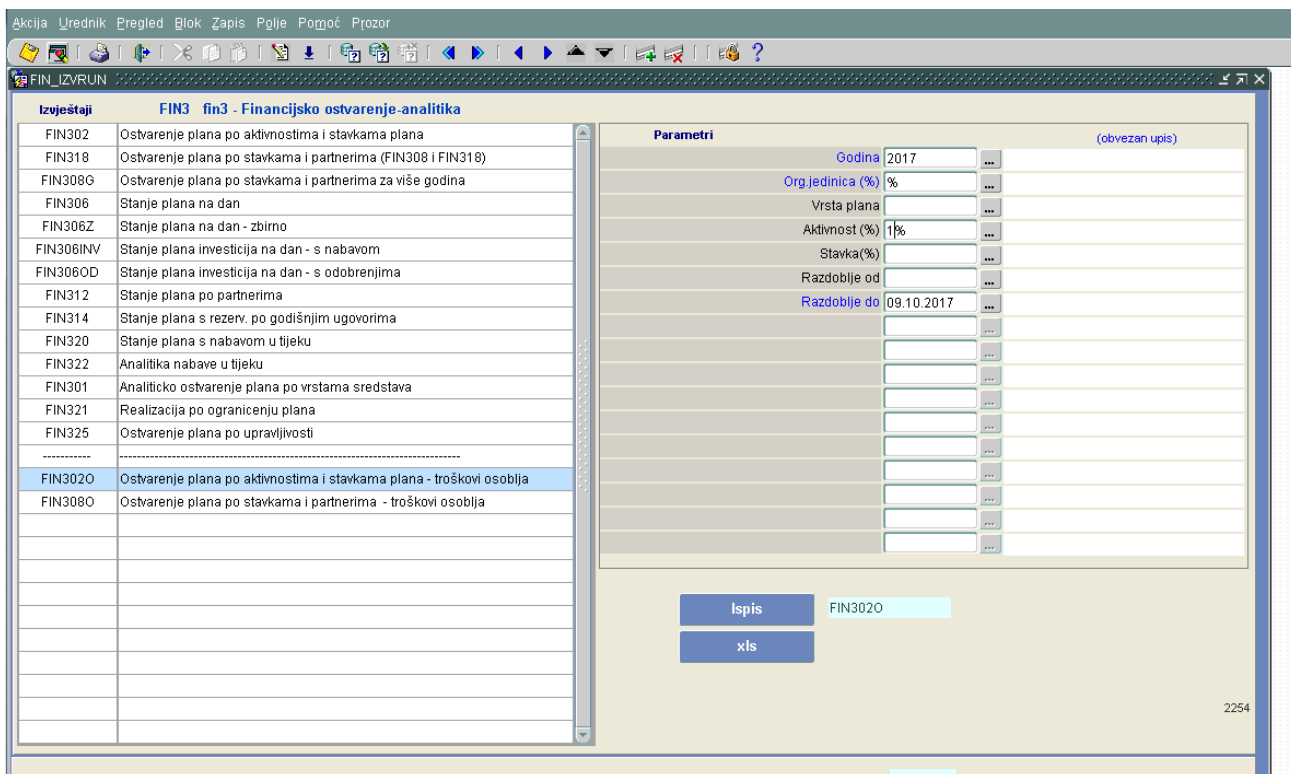 Akcija Urednik Pregled Blok Zapis Polje Pomoć Prozor
FIN_IZVRUN
Izvještaji FIN3 fin3 - Financijsko ostvarenje-analitika
FIN302 Ostvarenje plana po aktivnostima i stavkama plana
FIN318 Ostvarenje plana po stavkama i partnerima (FIN308 i FIN318)
FIN308G Ostvarenje plana po stavkama i partnerima za više godina
FIN306 Stanje plana na dan
FIN306Z Stanje plana na dan - zbirno
FIN306INV Stanje plana investicija na dan - s nabavom
FIN306OD Stanje plana investicija na dan - s odobrenjima
FIN312 Stanje plana po partnerima
FIN314 Stanje plana s rezerv. po godišnjim ugovorima
FIN320 Stanje plana s nabavom u tijeku
FIN322 Analitika nabave u tijeku
FIN301 Analiticko ostvarenje plana po vrstama sredstava
FIN321 Realizacija po ogranicenju plana
FIN325 Ostvarenje plana po upravljivosti
----------- ----------------------------------------------------------------------------
FIN302O Ostvarenje plana po aktivnostima i stavkama plana - troškovi osoblja
FIN308O Ostvarenje plana po stavkama i partnerima - troškovi osoblja
Parametri (obvezan upis)
Godina 2017 ...
Org.jedinica (%) % ...
Vrsta plana ...
Aktivnost (%) 1% ...
Stavka(%) ...
Razdoblje od ...
Razdoblje do 09.10.2017 ...
...
...
...
...
...
...
...
...
...
...
Ispis FIN302O
xls
2254